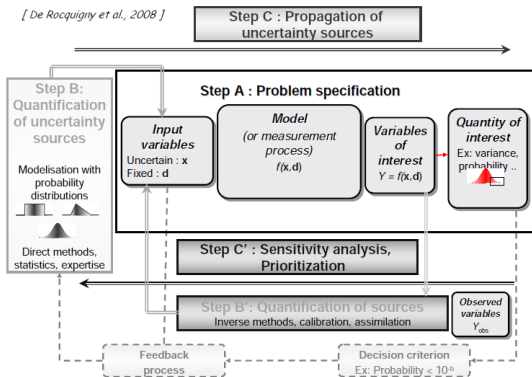 [ De Rocquigny et al., 2008 ]
Step C : Propagation of
uncertainty sources
Step B:
Quantification
of uncertainty
sources
Modelisation with
probability
distributions
Direct methods,
statistics, expertise
Step A : Problem specification
Input
variables
Uncertain : x
Fixed : d
Model
(or measurement
process)
f(x,d)
Variables
of interest
Y = f(x,d)
Quantity of
interest
Ex: variance,
probability ..
Step C' : Sensitivity analysis,
Prioritization
Step B': Quantification of sources
Inverse methods, calibration, assimilation
Observed
variables
Yobs
Feedback
process
Decision criterion
Ex: Probability < 10-b